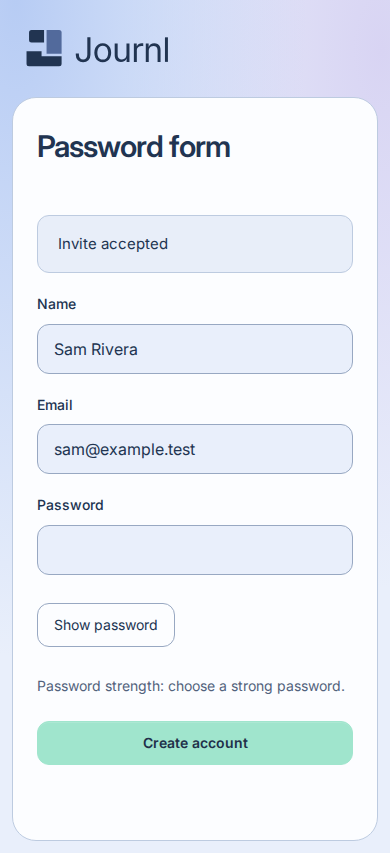 Journl
Password form
Invite accepted
Name
Sam Rivera
Email
sam@example.test
Password
Show password
Password strength: choose a strong password.
Create account